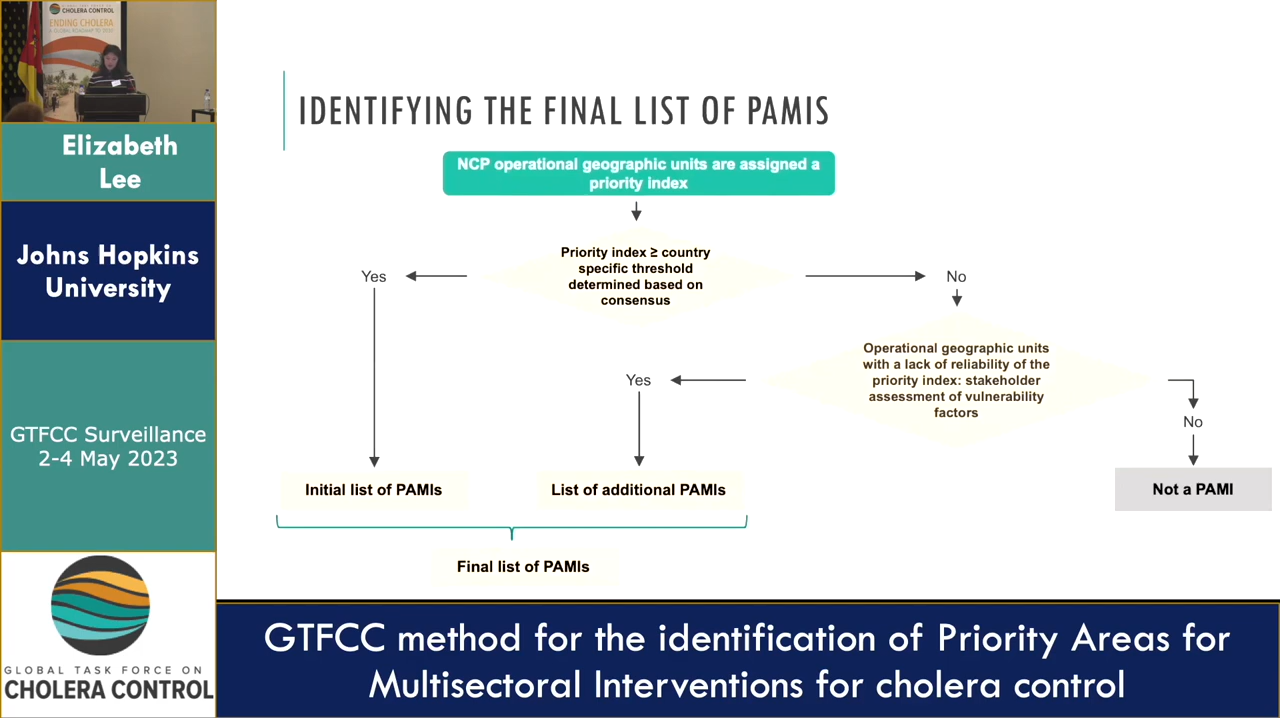 ENDING CHOLERA
CHOLERA CONTROL
Elizabeth
Lee
Johns Hopkins
University
GTFCC Surveillance
2-4 May 2023
GLOBAL TASK FORCE ON
CHOLERA CONTROL
IDENTIFYING THE FINAL LIST OF PAMIS
NCP operational geographic units are assigned a
priority index
Priority index ≥ country
specific threshold
determined based on
consensus
Yes
No
Operational geographic units
with a lack of reliability of the
priority index: stakeholder
assessment of vulnerability
factors
Yes
No
Initial list of PAMIs
List of additional PAMIs
Not a PAMI
Final list of PAMIs
GTFCC method for the identification of Priority Areas for
Multisectoral Interventions for cholera control